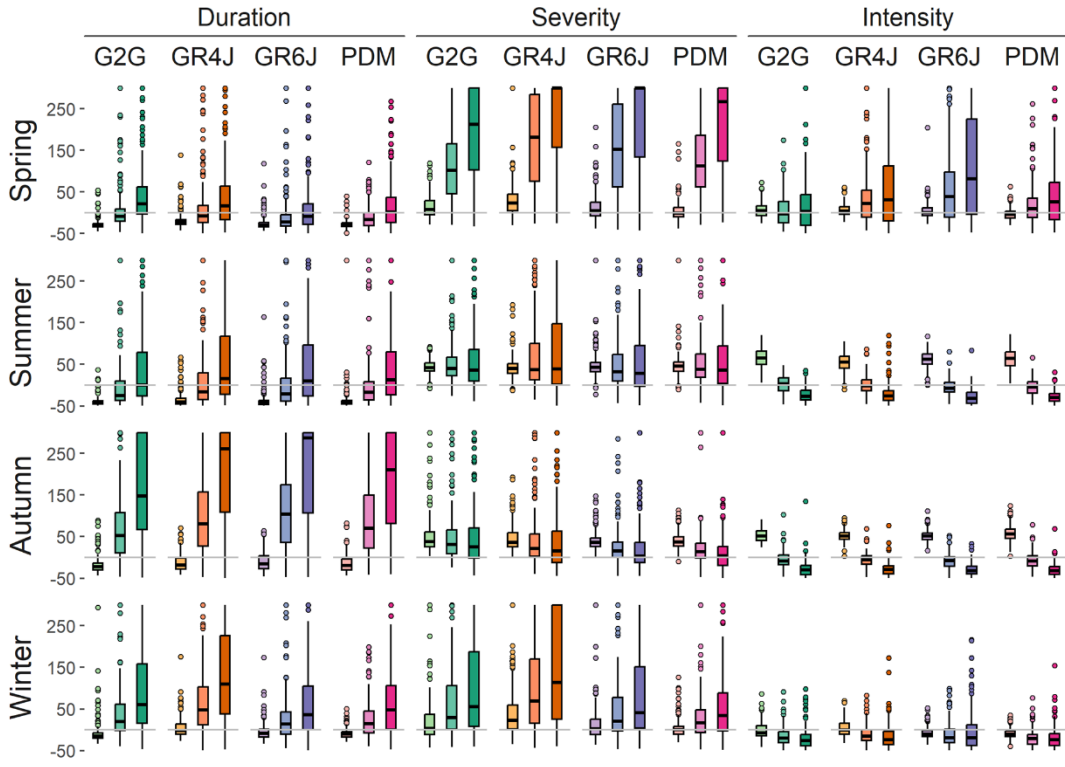 Duration Severity Intensity
G2G GR4J GR6J PDM G2G GR4J GR6J PDM G2G GR4J GR6J PDM
Spring
250
150
50
-50
Summer
250
150
50
-50
Autumn
250
150
50
-50
Winter
250
150
50
-50